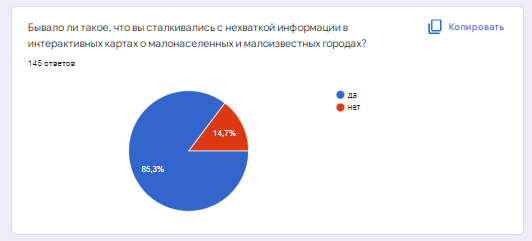 Бывало ли такое, что вы сталкивались с нехваткой информации в
интерактивных картах о малонаселенных и малоизвестных городах?
Копировать
145 ответов
да
нет
14,7%
85,3%